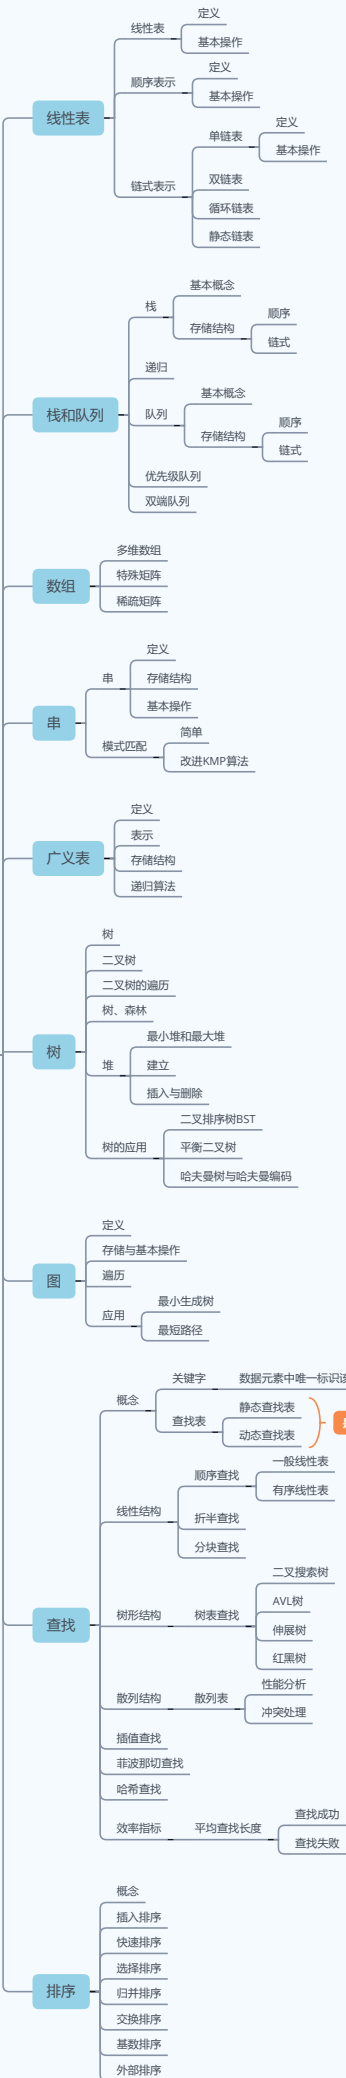 线性表
线性表
定义
基本操作
顺序表示
定义
基本操作
链式表示
单链表
定义
基本操作
双链表
循环链表
静态链表
栈和队列
栈
基本概念
存储结构
顺序
链式
递归
队列
基本概念
存储结构
顺序
链式
优先级队列
双端队列
数组
多维数组
特殊矩阵
稀疏矩阵
串
串
定义
存储结构
基本操作
模式匹配
简单
改进KMP算法
广义表
定义
表示
存储结构
递归算法
树
树
二叉树
二叉树的遍历
树、森林
堆
最小堆和最大堆
建立
插入与删除
树的应用
二叉排序树BST
平衡二叉树
哈夫曼树与哈夫曼编码
图
定义
存储与基本操作
遍历
应用
最小生成树
最短路径
查找
概念
关键字
数据元素中唯一标识
查找表
静态查找表
动态查找表
线性结构
顺序查找
一般线性表
有序线性表
折半查找
分块查找
树形结构
树表查找
二叉搜索树
AVL树
伸展树
红黑树
散列结构
散列表
性能分析
冲突处理
插值查找
菲波那切查找
哈希查找
效率指标
平均查找长度
查找成功
查找失败
排序
概念
插入排序
快速排序
选择排序
归并排序
交换排序
基数排序
外部排序